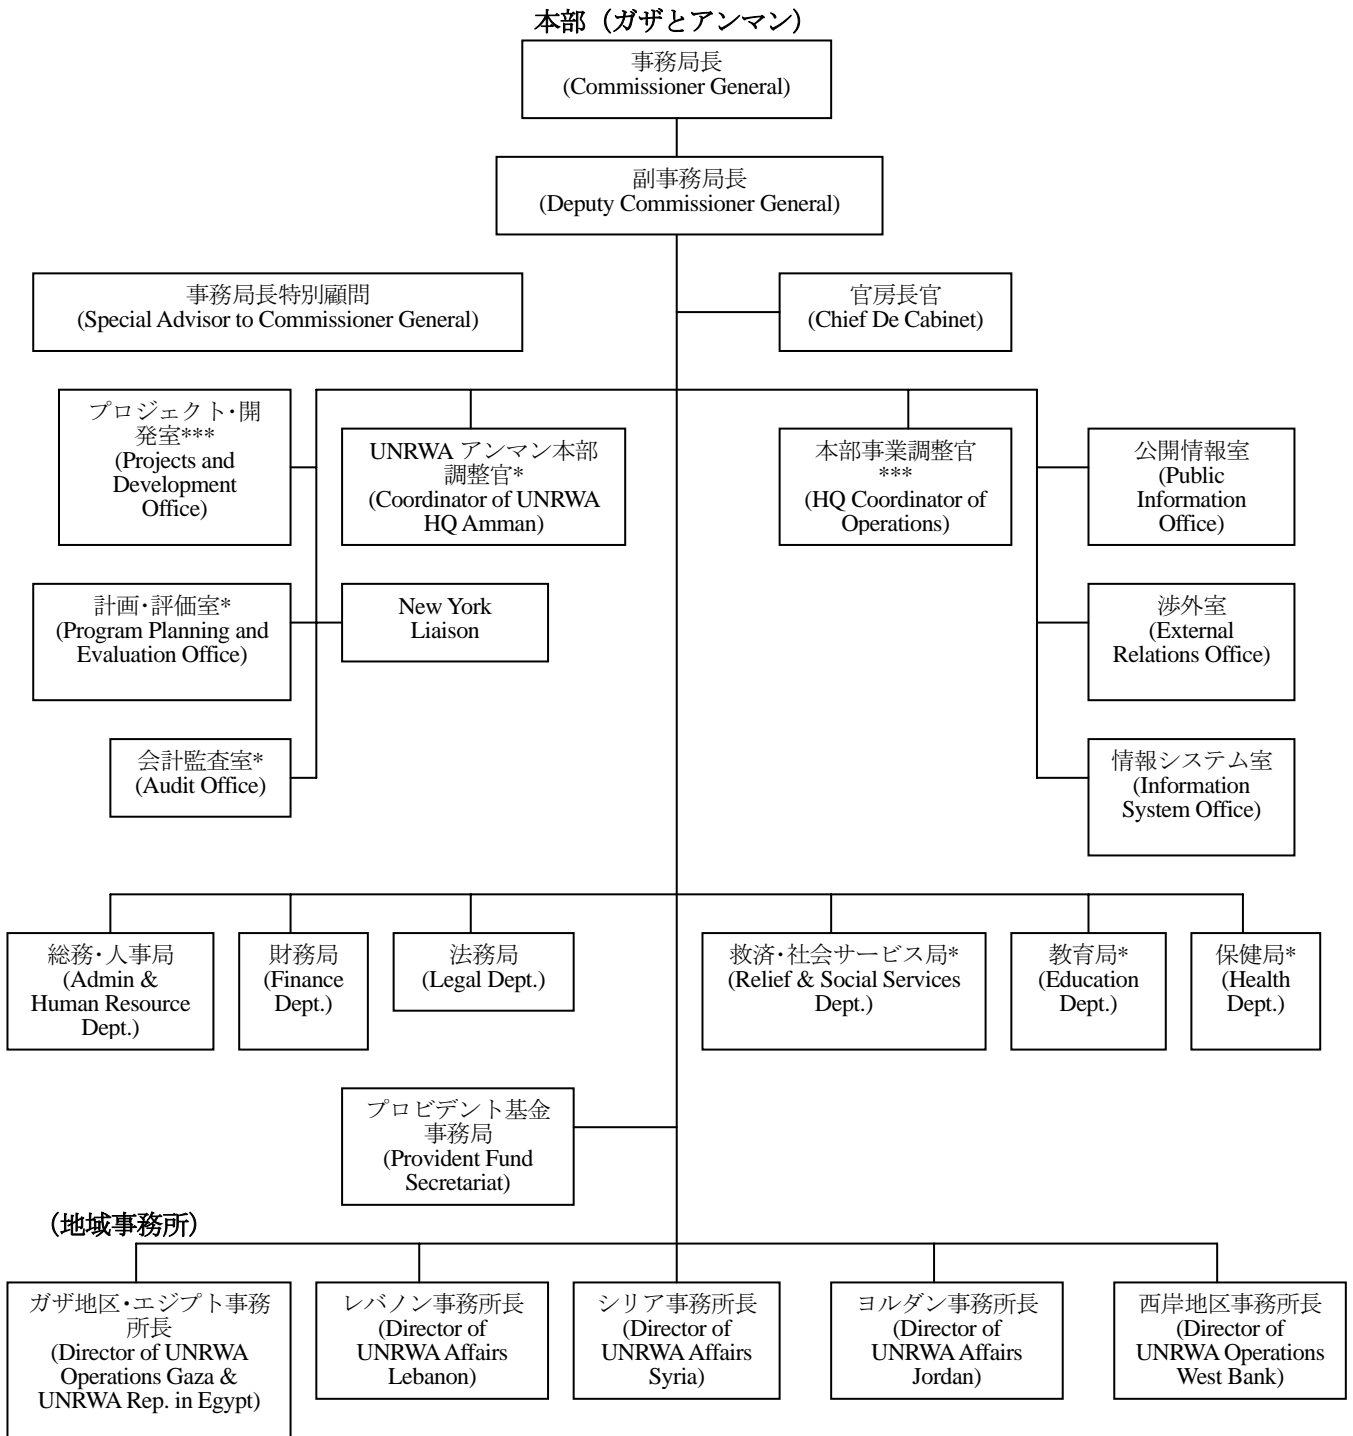 本部（ガザとアンマン）
事務局長
(Commissioner General)
副事務局長
(Deputy Commissioner General)
事務局長特別顧問
(Special Advisor to Commissioner General)
官房長官
(Chief De Cabinet)
プロジェクト・開
発室***
(Projects and
Development
Office)
UNRWA アンマン本部
調整官*
(Coordinator of UNRWA
HQ Amman)
本部事業調整官
***
(HQ Coordinator of
Operations)
公開情報室
(Public
Information
Office)
計画・評価室*
(Program Planning and
Evaluation Office)
New York
Liaison
渉外室
(External
Relations Office)
会計監査室*
(Audit Office)
情報システム室
(Information
System Office)
総務・人事局
(Admin &
Human Resource
Dept.)
財務局
(Finance
Dept.)
法務局
(Legal Dept.)
救済・社会サービス局*
(Relief & Social Services
Dept.)
教育局*
(Education
Dept.)
保健局*
(Health
Dept.)
プロビデント基金
事務局
(Provident Fund
Secretariat)
（地域事務所）
ガザ地区・エジプト事務
所長
(Director of UNRWA
Operations Gaza &
UNRWA Rep. in Egypt)
レバノン事務所長
(Director of
UNRWA Affairs
Lebanon)
シリア事務所長
(Director of
UNRWA Affairs
Syria)
ヨルダン事務所長
(Director of
UNRWA Affairs
Jordan)
西岸地区事務所長
(Director of
UNRWA Operations
West Bank)